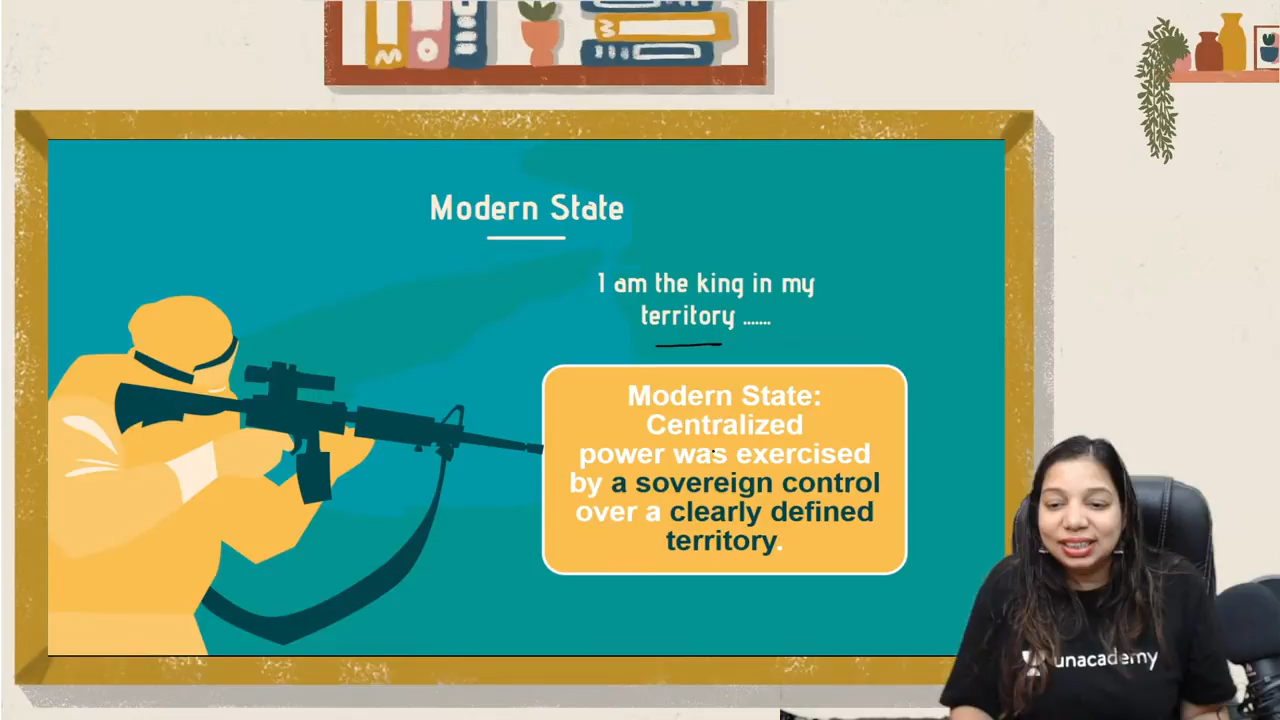 Modern State
I am the king in my
territory .......
Modern State:
Centralized
power was exercised
by a sovereign control
over a clearly defined
territory.
unacademy